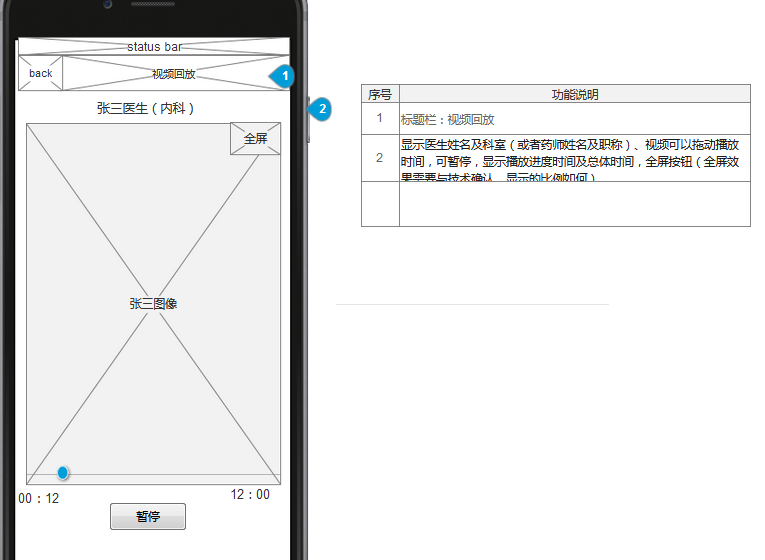 status bar
back
视频回放
1
张三医生（内科）
2
全屏
张三图像
00：12
12：00
暂停
序号 功能说明
1 标题栏：视频回放
2 显示医生姓名及科室（或者药师姓名及职称）、视频可以拖动播放
时间，可暂停，显示播放进度时间及总体时间，全屏按钮（全屏效
果需要与技术确认，显示的比例如何）